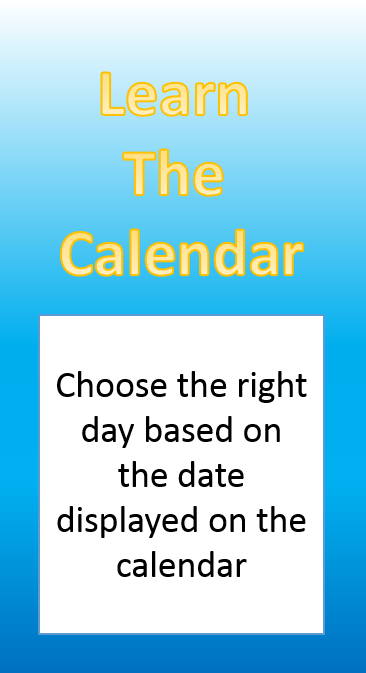 Learn
The
Calendar
Choose the right
day based on
the date
displayed on the
calendar